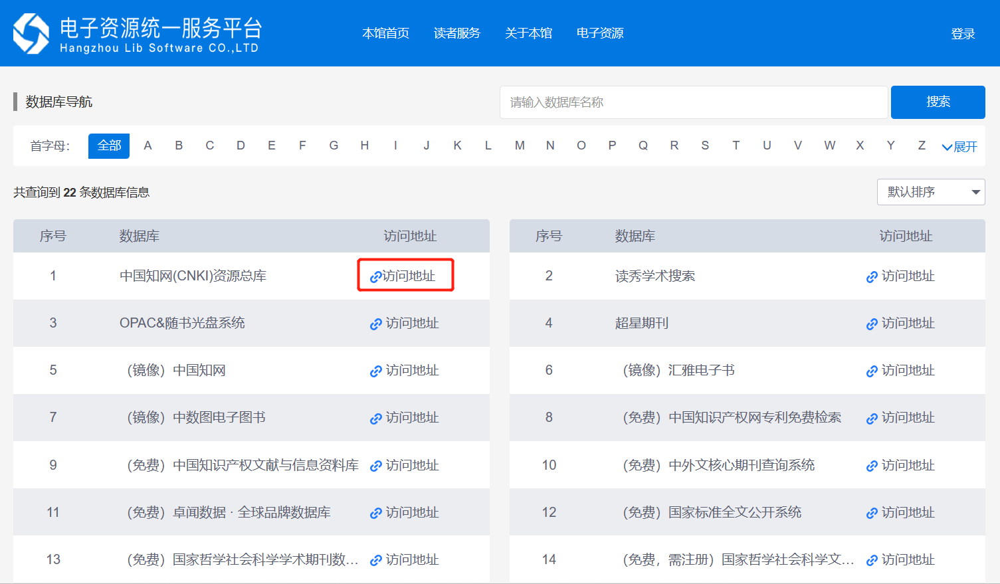 电子资源统一服务平台
Hangzhou Lib Software CO.,LTD
本馆首页 读者服务 关于本馆 电子资源 登录
数据库导航 请输入数据库名称 搜索
首字母： 全部 A B C D E F G H I J K L M N O P Q R S T U V W X Y Z 展开
共查询到 22 条数据库信息 默认排序
序号 数据库 访问地址 序号 数据库 访问地址
1 中国知网(CNKI)资源总库 访问地址 2 读秀学术搜索 访问地址
3 OPAC&随书光盘系统 访问地址 4 超星期刊 访问地址
5 （镜像）中国知网 访问地址 6 （镜像）汇雅电子书 访问地址
7 （镜像）中数图电子图书 访问地址 8 （免费）中国知识产权网专利免费检索 访问地址
9 （免费）中国知识产权文献与信息资料库 访问地址 10 （免费）中外文核心期刊查询系统 访问地址
11 （免费）卓闻数据 · 全球品牌数据库 访问地址 12 （免费）国家标准全文公开系统 访问地址
13 （免费）国家哲学社会科学学术期刊数… 访问地址 14 （免费，需注册）国家哲学社会科学文… 访问地址